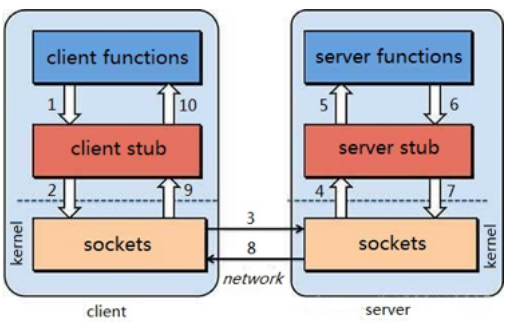 client functions
server functions
1
10
5
6
client stub
server stub
2
9
4
7
kernel
sockets
3
8
network
sockets
kernel
client
server